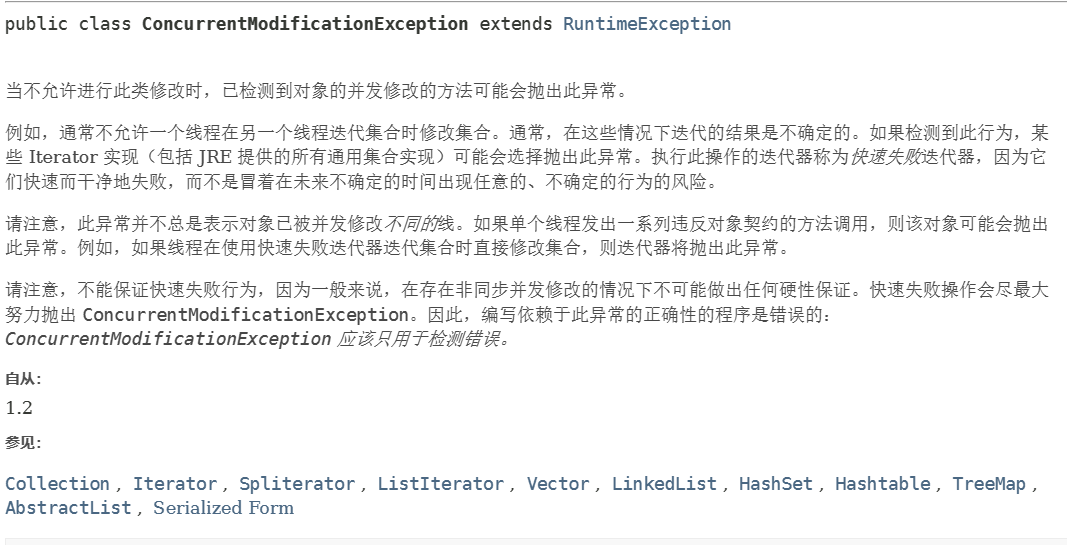 public class ConcurrentModificationException extends RuntimeException
当不允许进行此类修改时，已检测到对象的并发修改的方法可能会抛出此异常。
例如，通常不允许一个线程在另一个线程迭代集合时修改集合。通常，在这些情况下迭代的结果是不确定的。如果检测到此行为，某
些 Iterator 实现（包括 JRE 提供的所有通用集合实现）可能会选择抛出此异常。执行此操作的迭代器称为快速失败迭代器，因为它
们快速而干净地失败，而不是冒着在未来不确定的时间出现任意的、不确定的行为的风险。
请注意，此异常并不总是表示对象已被并发修改不同的线。如果单个线程发出一系列违反对象契约的方法调用，则该对象可能会抛出
此异常。例如，如果线程在使用快速失败迭代器迭代集合时直接修改集合，则迭代器将抛出此异常。
请注意，不能保证快速失败行为，因为一般来说，在存在非同步并发修改的情况下不可能做出任何硬性保证。快速失败操作会尽最大
努力抛出 ConcurrentModificationException。因此，编写依赖于此异常的正确性的程序是错误的：
ConcurrentModificationException 应该只用于检测错误。
自从：
1.2
参见：
Collection , Iterator , Spliterator , ListIterator , Vector , LinkedList , HashSet , Hashtable , TreeMap ,
AbstractList , Serialized Form